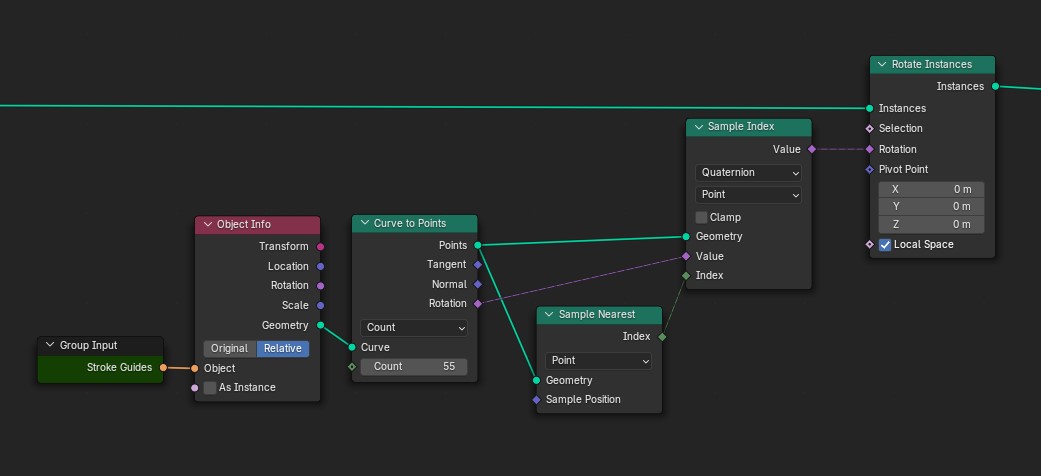 Group Input
Stroke Guides
Object Info
Transform
Location
Rotation
Scale
Geometry
Original Relative
Object
As Instance
Curve to Points
Points
Tangent
Normal
Rotation
Count
Curve
Count 55
Sample Nearest
Index
Point
Geometry
Sample Position
Sample Index
Value
Quaternion
Point
Clamp
Geometry
Value
Index
Rotate Instances
Instances
Instances
Selection
Rotation
Pivot Point
X 0 m
Y 0 m
Z 0 m
Local Space